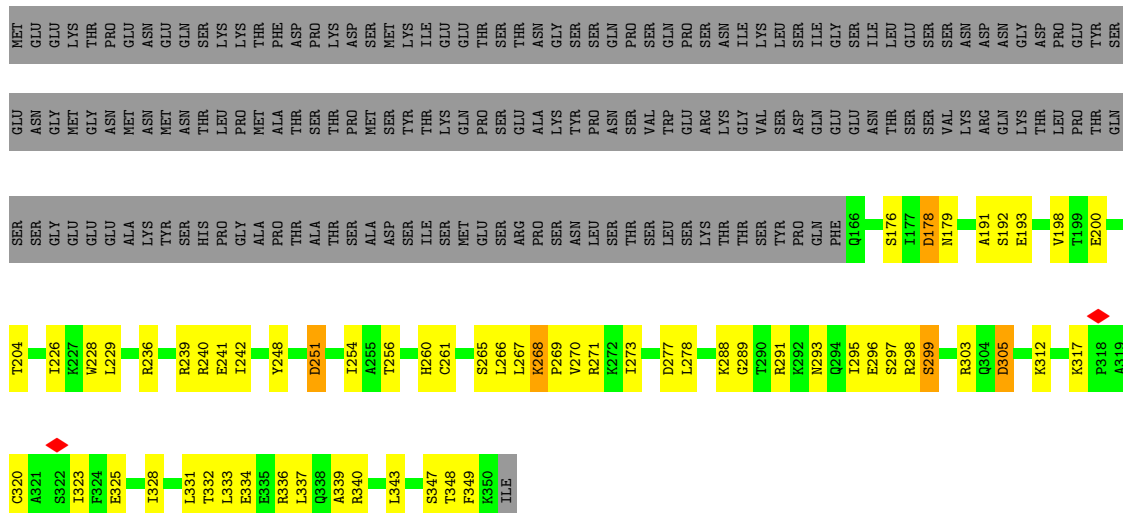 MET GLU GLU LYS THR PRO GLU ASN GLU GLN SER LYS LYS THR PHE ASP PRO LYS ASP SER MET LYS ILE GLU GLU THR SER THR ASN GLY SER SER GLN PRO SER GLN PRO SER ASN ILE LYS LEU SER ILE GLY SER ILE LEU GLU SER SER ASN ASP ASN GLY ASP PRO GLU TYR SER
GLU ASN GLY MET GLY ASN MET ASN MET ASN THR LEU PRO MET ALA THR SER THR PRO MET SER TYR THR LYS GLN PRO SER GLU ALA LYS TYR PRO ASN SER VAL TRP GLU ARG LYS GLY VAL SER ASP GLN GLU GLU ASN THR SER SER VAL LYS ARG GLN LYS THR LEU PRO THR GLN
SER SER GLY GLU GLU GLU ALA LYS TYR SER HIS PRO GLY ALA PRO THR ALA THR SER ALA ASP SER ILE SER MET GLU SER ARG PRO SER ASN LEU SER THR SER LEU SER LYS THR THR SER TYR PRO GLN PHE Q166 S176 I177 D178 N179 A191 S192 E193 V198 T199 E200
T204 I226 K227 W228 L229 R236 R239 R240 E241 I242 Y248 D251 I254 A255 T256 H260 C261 S265 L266 L267 K268 P269 V270 R271 K272 I273 D277 L278 K288 G289 T290 R291 K292 N293 Q294 I295 E296 S297 R298 S299 R303 Q304 D305 K312 K317 P318 A319
C320 A321 S322 I323 F324 E325 I328 L331 T332 L333 E334 E335 R336 L337 Q338 A339 R340 L343 S347 T348 F349 K350 ILE